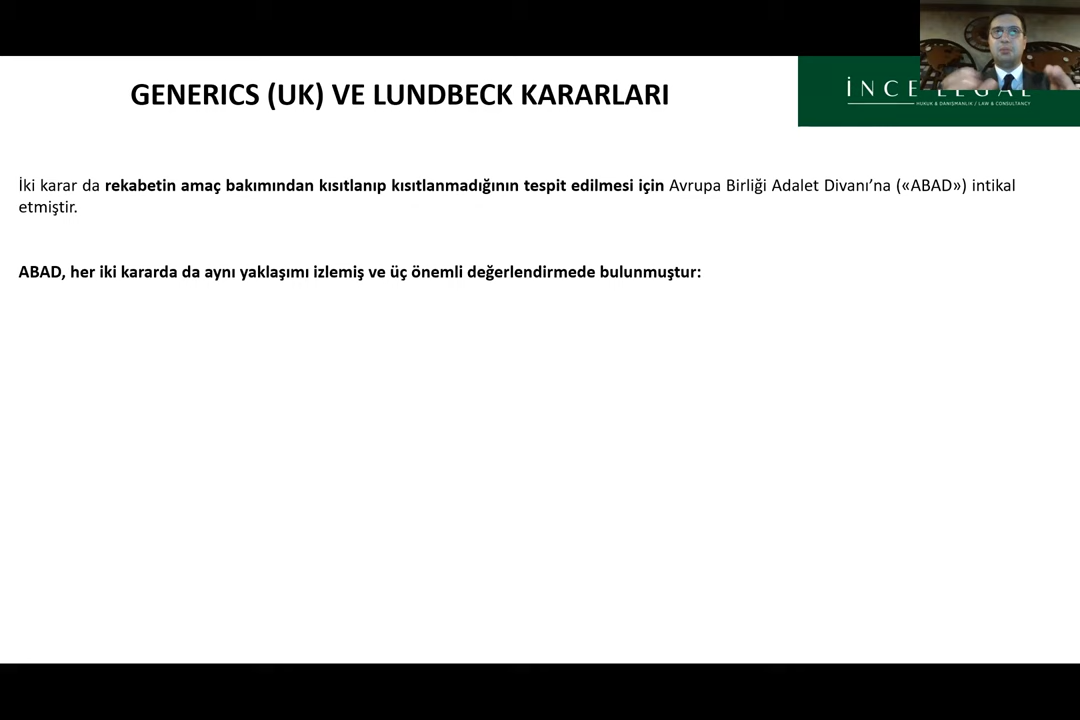 GENERICS (UK) VE LUNDBECK KARARLARI
İNCE LEGAL
HUKUK & DANIŞMANLIK / LAW & CONSULTANCY
İki karar da rekabetin amaç bakımından kısıtlanıp kısıtlanmadığının tespit edilmesi için Avrupa Birliği Adalet Divanı’na («ABAD») intikal
etmiştir.
ABAD, her iki kararda da aynı yaklaşımı izlemiş ve üç önemli değerlendirmede bulunmuştur: